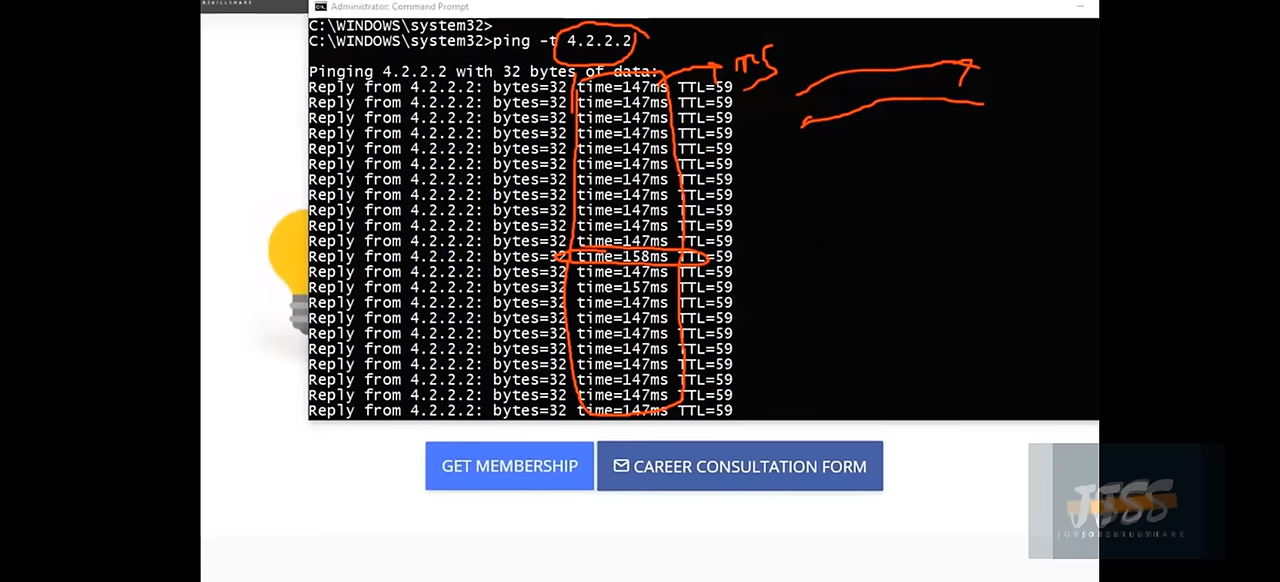 Administrator: Command Prompt
C:\WINDOWS\system32>
C:\WINDOWS\system32>ping -t 4.2.2.2
Pinging 4.2.2.2 with 32 bytes of data:
ms
Reply from 4.2.2.2: bytes=32 time=147ms TTL=59
Reply from 4.2.2.2: bytes=32 time=147ms TTL=59
Reply from 4.2.2.2: bytes=32 time=147ms TTL=59
Reply from 4.2.2.2: bytes=32 time=147ms TTL=59
Reply from 4.2.2.2: bytes=32 time=147ms TTL=59
Reply from 4.2.2.2: bytes=32 time=147ms TTL=59
Reply from 4.2.2.2: bytes=32 time=147ms TTL=59
Reply from 4.2.2.2: bytes=32 time=147ms TTL=59
Reply from 4.2.2.2: bytes=32 time=147ms TTL=59
Reply from 4.2.2.2: bytes=32 time=147ms TTL=59
Reply from 4.2.2.2: bytes=32 time=147ms TTL=59
Reply from 4.2.2.2: bytes=32 time=158ms TTL=59
Reply from 4.2.2.2: bytes=32 time=147ms TTL=59
Reply from 4.2.2.2: bytes=32 time=157ms TTL=59
Reply from 4.2.2.2: bytes=32 time=147ms TTL=59
Reply from 4.2.2.2: bytes=32 time=147ms TTL=59
Reply from 4.2.2.2: bytes=32 time=147ms TTL=59
Reply from 4.2.2.2: bytes=32 time=147ms TTL=59
Reply from 4.2.2.2: bytes=32 time=147ms TTL=59
Reply from 4.2.2.2: bytes=32 time=147ms TTL=59
Reply from 4.2.2.2: bytes=32 time=147ms TTL=59
Reply from 4.2.2.2: bytes=32 time=147ms TTL=59
GET MEMBERSHIP
CAREER CONSULTATION FORM
JSS